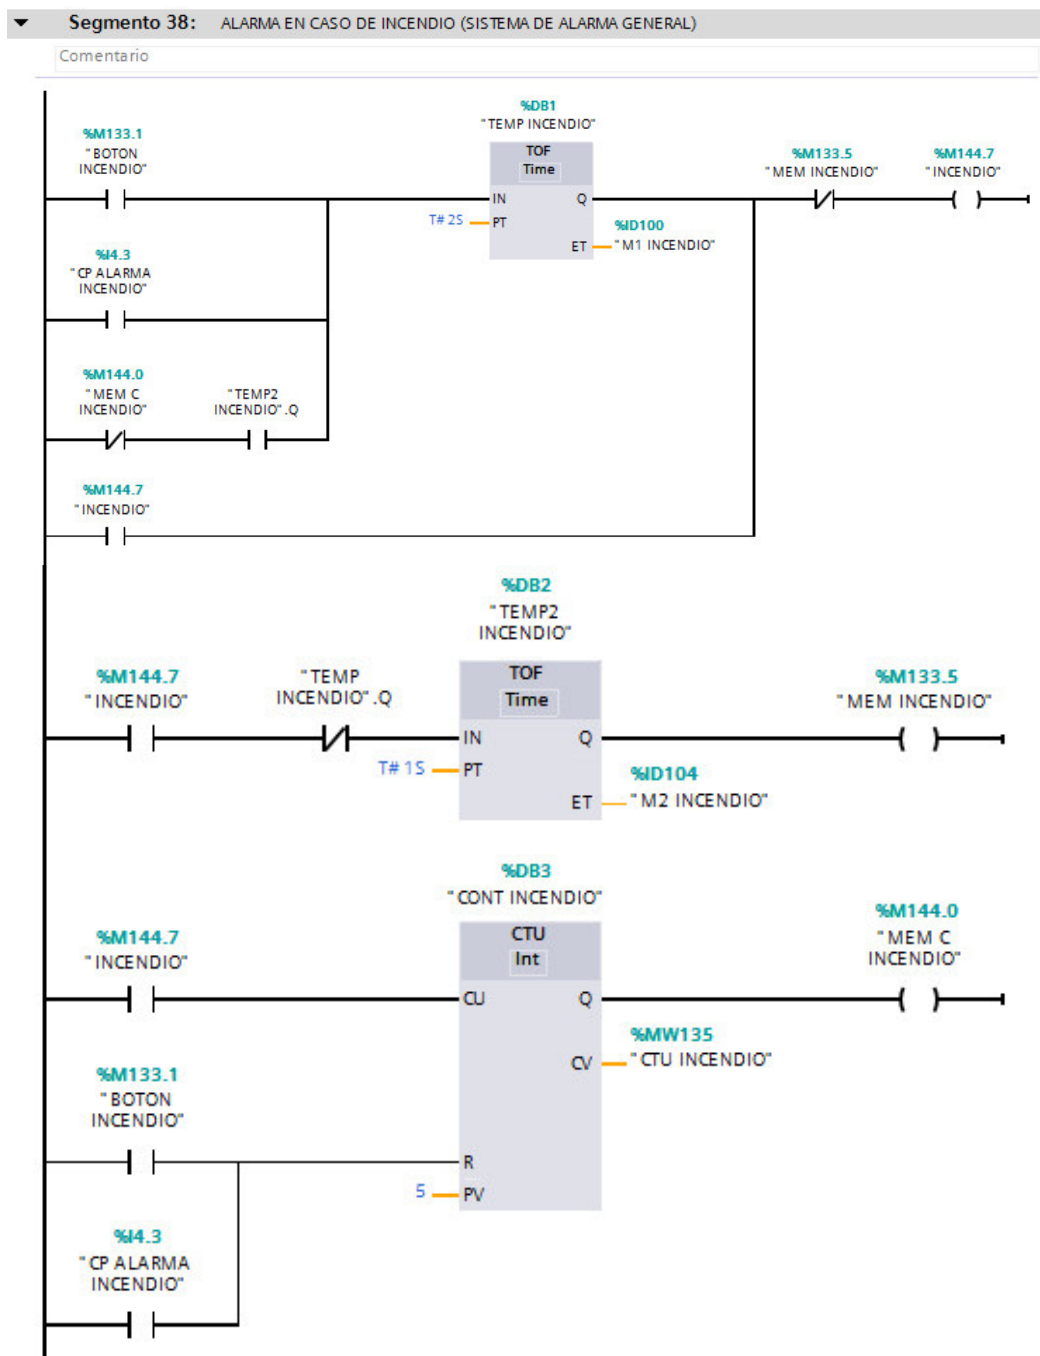 Segmento 38: ALARMA EN CASO DE INCENDIO (SISTEMA DE ALARMA GENERAL)
Comentario
%DB1
"TEMP INCENDIO"
TOF
Time
%M133.1
"BOTON
INCENDIO"
%M133.5
"MEM INCENDIO"
%M144.7
"INCENDIO"
IN
Q
T# 2S
PT
%ID100
ET
"M1 INCENDIO"
%I4.3
"CP ALARMA
INCENDIO"
%M144.0
"MEM C
INCENDIO"
"TEMP2
INCENDIO".Q
%M144.7
"INCENDIO"
%DB2
"TEMP2
INCENDIO"
TOF
Time
%M144.7
"INCENDIO"
"TEMP
INCENDIO".Q
%M133.5
"MEM INCENDIO"
IN
Q
T# 1S
PT
%ID104
ET
"M2 INCENDIO"
%DB3
"CONT INCENDIO"
CTU
Int
%M144.7
"INCENDIO"
%M144.0
"MEM C
INCENDIO"
CU
Q
%MW135
CV
"CTU INCENDIO"
%M133.1
"BOTON
INCENDIO"
R
5
PV
%I4.3
"CP ALARMA
INCENDIO"